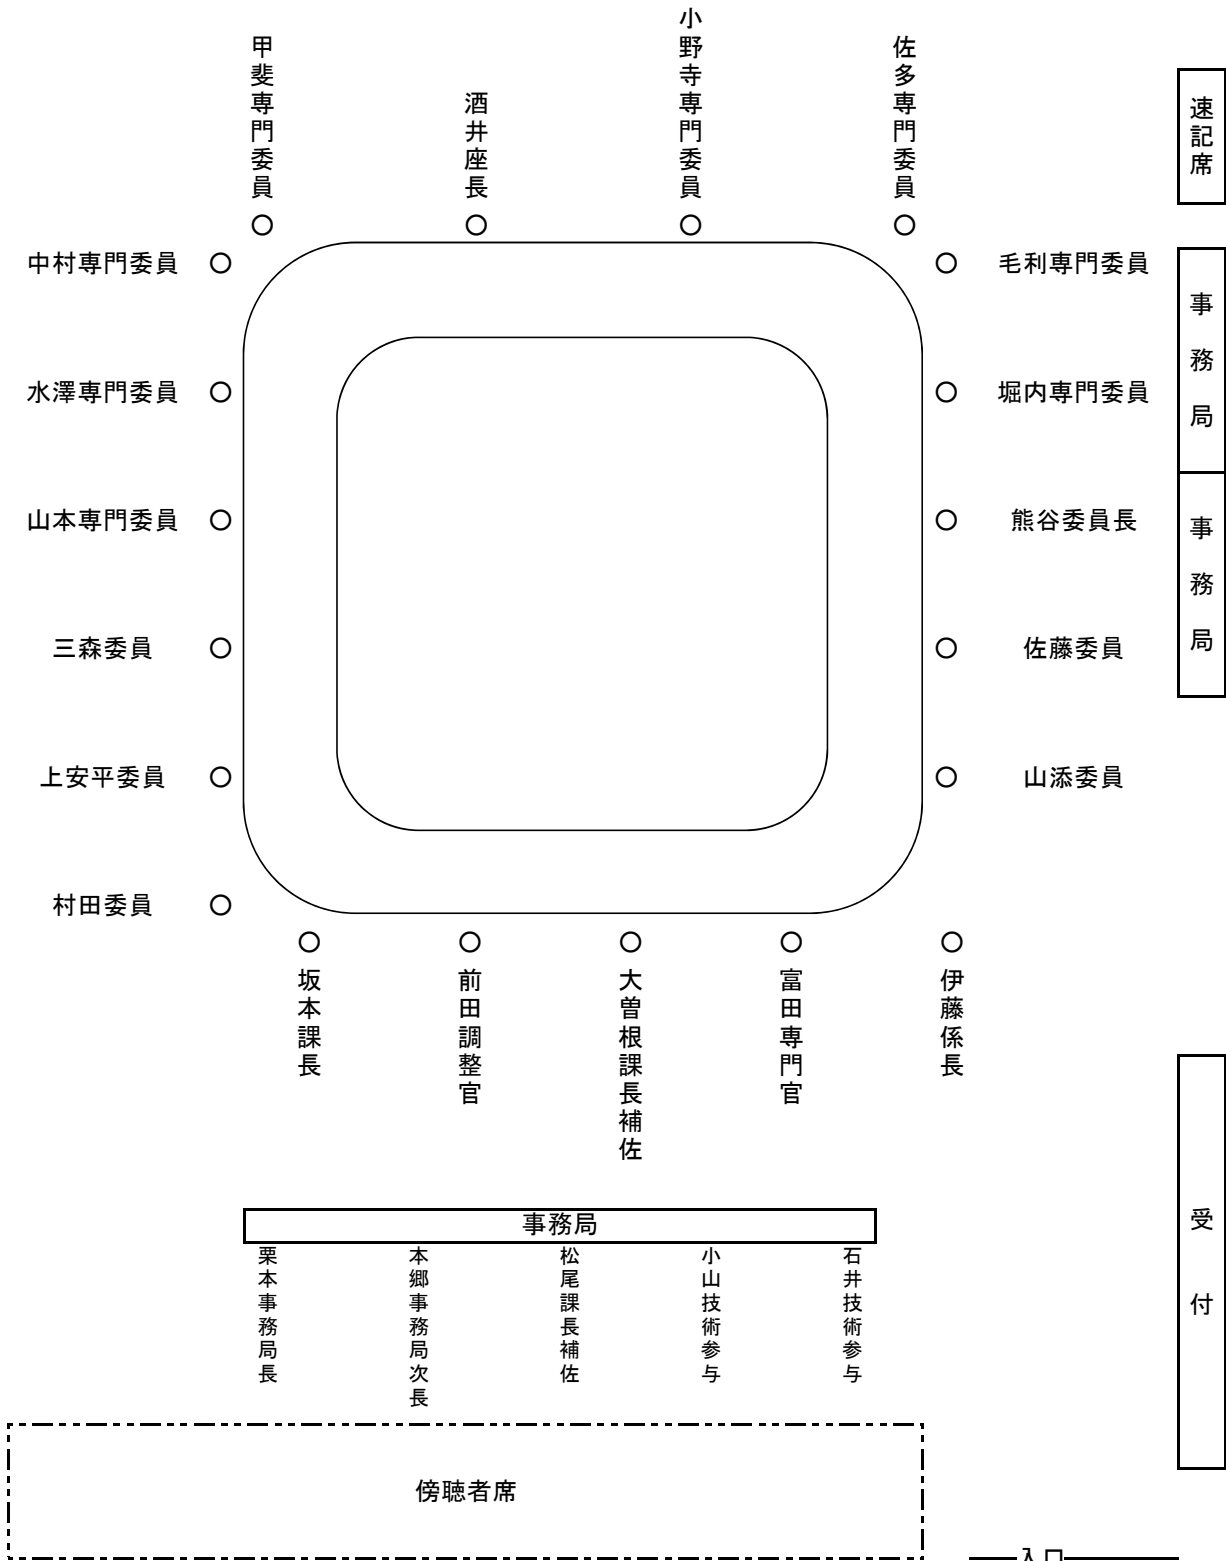 甲斐専門委員
酒井座長
小野寺専門委員
佐多専門委員
速記席
中村専門委員
毛利専門委員
水澤専門委員
堀内専門委員
事務局
山本専門委員
熊谷委員長
三森委員
佐藤委員
事務局
上安平委員
山添委員
村田委員
坂本課長
前田調整官
大曽根課長補佐
富田専門官
伊藤係長
事務局
栗本事務局長
本郷事務局次長
松尾課長補佐
小山技術参与
石井技術参与
受付
傍聴者席
入口